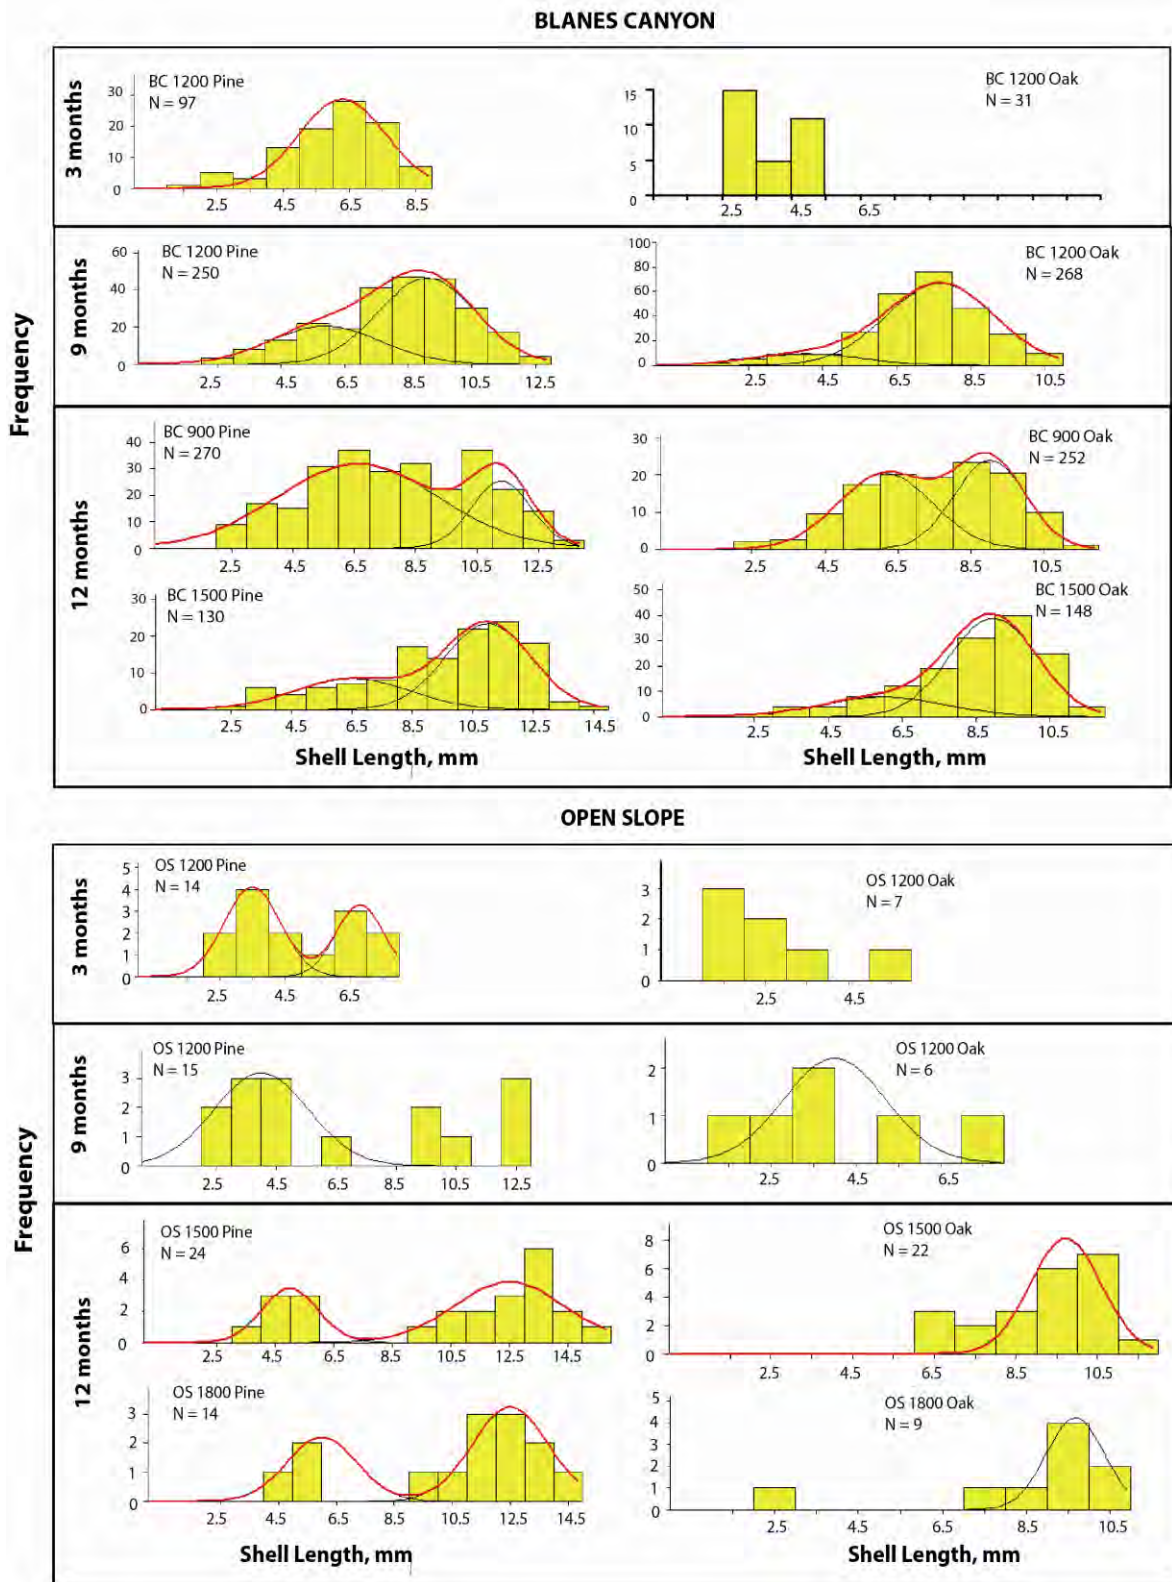 BLANES CANYON
3 months
BC 1200 Pine
N = 97
30
20
10
0
2.5 4.5 6.5 8.5
BC 1200 Oak
N = 31
15
10
5
0
2.5 4.5 6.5
Frequency
9 months
BC 1200 Pine
N = 250
60
40
20
0
2.5 4.5 6.5 8.5 10.5 12.5
BC 1200 Oak
N = 268
100
80
60
40
20
0
2.5 4.5 6.5 8.5 10.5
12 months
BC 900 Pine
N = 270
40
30
20
10
0
2.5 4.5 6.5 8.5 10.5 12.5
BC 900 Oak
N = 252
30
20
10
0
2.5 4.5 6.5 8.5 10.5
BC 1500 Pine
N = 130
30
20
10
0
2.5 4.5 6.5 8.5 10.5 12.5 14.5
Shell Length, mm
BC 1500 Oak
N = 148
50
40
30
20
10
0
2.5 4.5 6.5 8.5 10.5
Shell Length, mm
OPEN SLOPE
3 months
OS 1200 Pine
N = 14
5
4
3
2
1
0
2.5 4.5 6.5
OS 1200 Oak
N = 7
3
2
1
0
2.5 4.5
Frequency
9 months
OS 1200 Pine
N = 15
3
2
1
0
2.5 4.5 6.5 8.5 10.5 12.5
OS 1200 Oak
N = 6
2
1
0
2.5 4.5 6.5
12 months
OS 1500 Pine
N = 24
6
4
2
0
2.5 4.5 6.5 8.5 10.5 12.5 14.5
OS 1500 Oak
N = 22
8
6
4
2
0
2.5 4.5 6.5 8.5 10.5
OS 1800 Pine
N = 14
3
2
1
0
2.5 4.5 6.5 8.5 10.5 12.5 14.5
Shell Length, mm
OS 1800 Oak
N = 9
5
4
3
2
1
0
2.5 4.5 6.5 8.5 10.5
Shell Length, mm